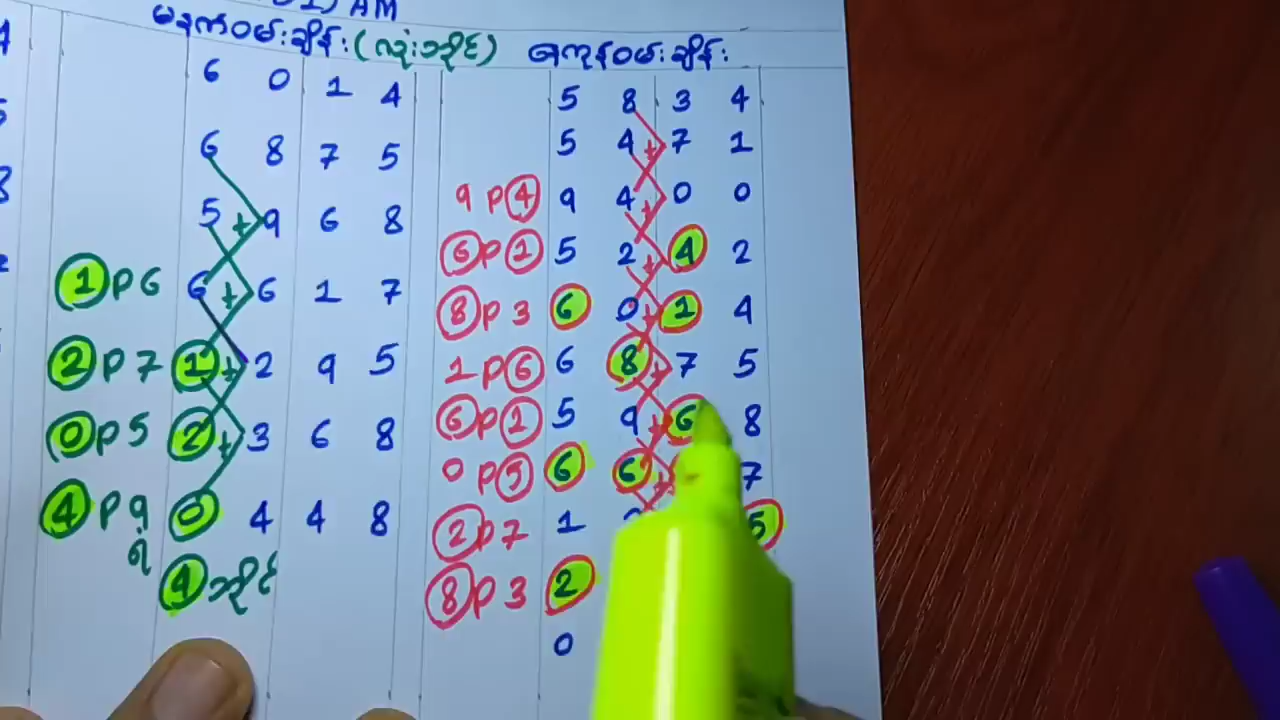 AM
မနက်ဝမ်းချိန်း(လုံးဘိုင်) ရက္ခန်ဝမ်းချိန်း
6 0 1 4 5 8 3 4
6 8 7 5 5 4 + 7 1
5 + 9 6 8 9 P 4 9 4 + 0 0
1 P 6 6 + 6 1 7 6 P 1 5 2 + 4 2
8 P 3 6 0 + 1 4
2 P 7 1 + 2 9 5 1 P 6 6 8 + 7 5
0 P 5 2 + 3 6 8 6 P 1 5 9 + 6 8
0 P 5 6 6 + 7
4 P 9 0 4 4 8 2 P 7 1 5
ရ
4 ဘိုင် 8 P 3 2
0